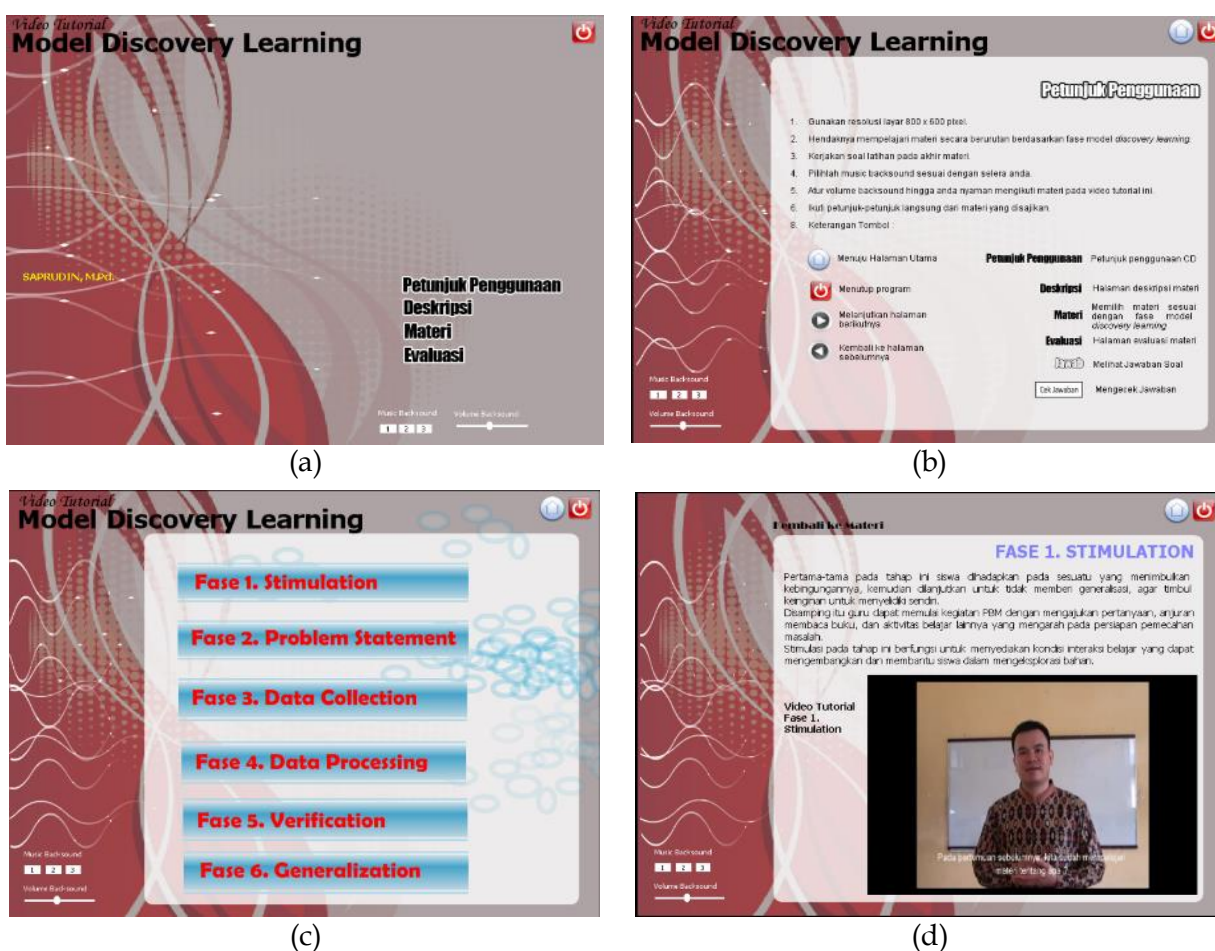 Video Tutorial
Model Discovery Learning
SAPRUDIN, M.Pd.
Petunjuk Penggunaan
Deskripsi
Materi
Evaluasi
Music Backsound
1 2 3
Volume Backsound
(a)
Video Tutorial
Model Discovery Learning
Petunjuk Penggunaan
1. Gunakan resolusi layar 800 x 600 pixel.
2. Hendaknya mempelajari materi secara berurutan berdasarkan fase model discovery learning.
3. Kerjakan soal latihan pada akhir materi.
4. Pilihlah music backsound sesuai dengan selera anda.
5. Atur volume backsound hingga anda nyaman mengikuti materi pada video tutorial ini.
6. Ikuti petunjuk-petunjuk langsung dari materi yang disajikan.
8. Keterangan Tombol :
Menuju Halaman Utama
Menutup program
Melanjutkan halaman
berikutnya
Kembali ke halaman
sebelumnya
Petunjuk Penggunaan Petunjuk penggunaan CD
Deskripsi Halaman deskripsi materi
Materi Memilih materi sesuai
dengan fase model
discovery learning
Evaluasi Halaman evaluasi materi
Jawab Melihat Jawaban Soal
Cek Jawaban Mengecek Jawaban
Music Backsound
1 2 3
Volume Backsound
(b)
Video Tutorial
Model Discovery Learning
Fase 1. Stimulation
Fase 2. Problem Statement
Fase 3. Data Collection
Fase 4. Data Processing
Fase 5. Verification
Fase 6. Generalization
Music Backsound
1 2 3
Volume Backsound
(c)
Kembali ke Materi
FASE 1. STIMULATION
Pertama-tama pada tahap ini siswa dihadapkan pada sesuatu yang menimbulkan
kebingungannya, kemudian dilanjutkan untuk tidak memberi generalisasi, agar timbul
keinginan untuk menyelidiki sendiri.
Disamping itu guru dapat memulai kegiatan PBM dengan mengajukan pertanyaan, anjuran
membaca buku, dan aktivitas belajar lainnya yang mengarah pada persiapan pemecahan
masalah.
Stimulasi pada tahap ini berfungsi untuk menyediakan kondisi interaksi belajar yang dapat
mengembangkan dan membantu siswa dalam mengeksplorasi bahan.
Video Tutorial
Fase 1.
Stimulation
Pada pertemuan sebelumnya, kita sudah mempelajari
materi tentang apa ?
Music Backsound
1 2 3
Volume Backsound
(d)